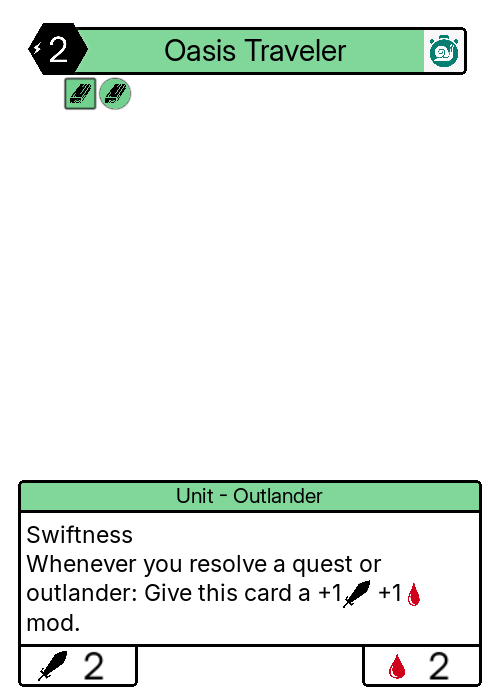 2
Oasis Traveler
Unit - Outlander
Swiftness
Whenever you resolve a quest or
outlander: Give this card a +1 +1
mod.
2
2